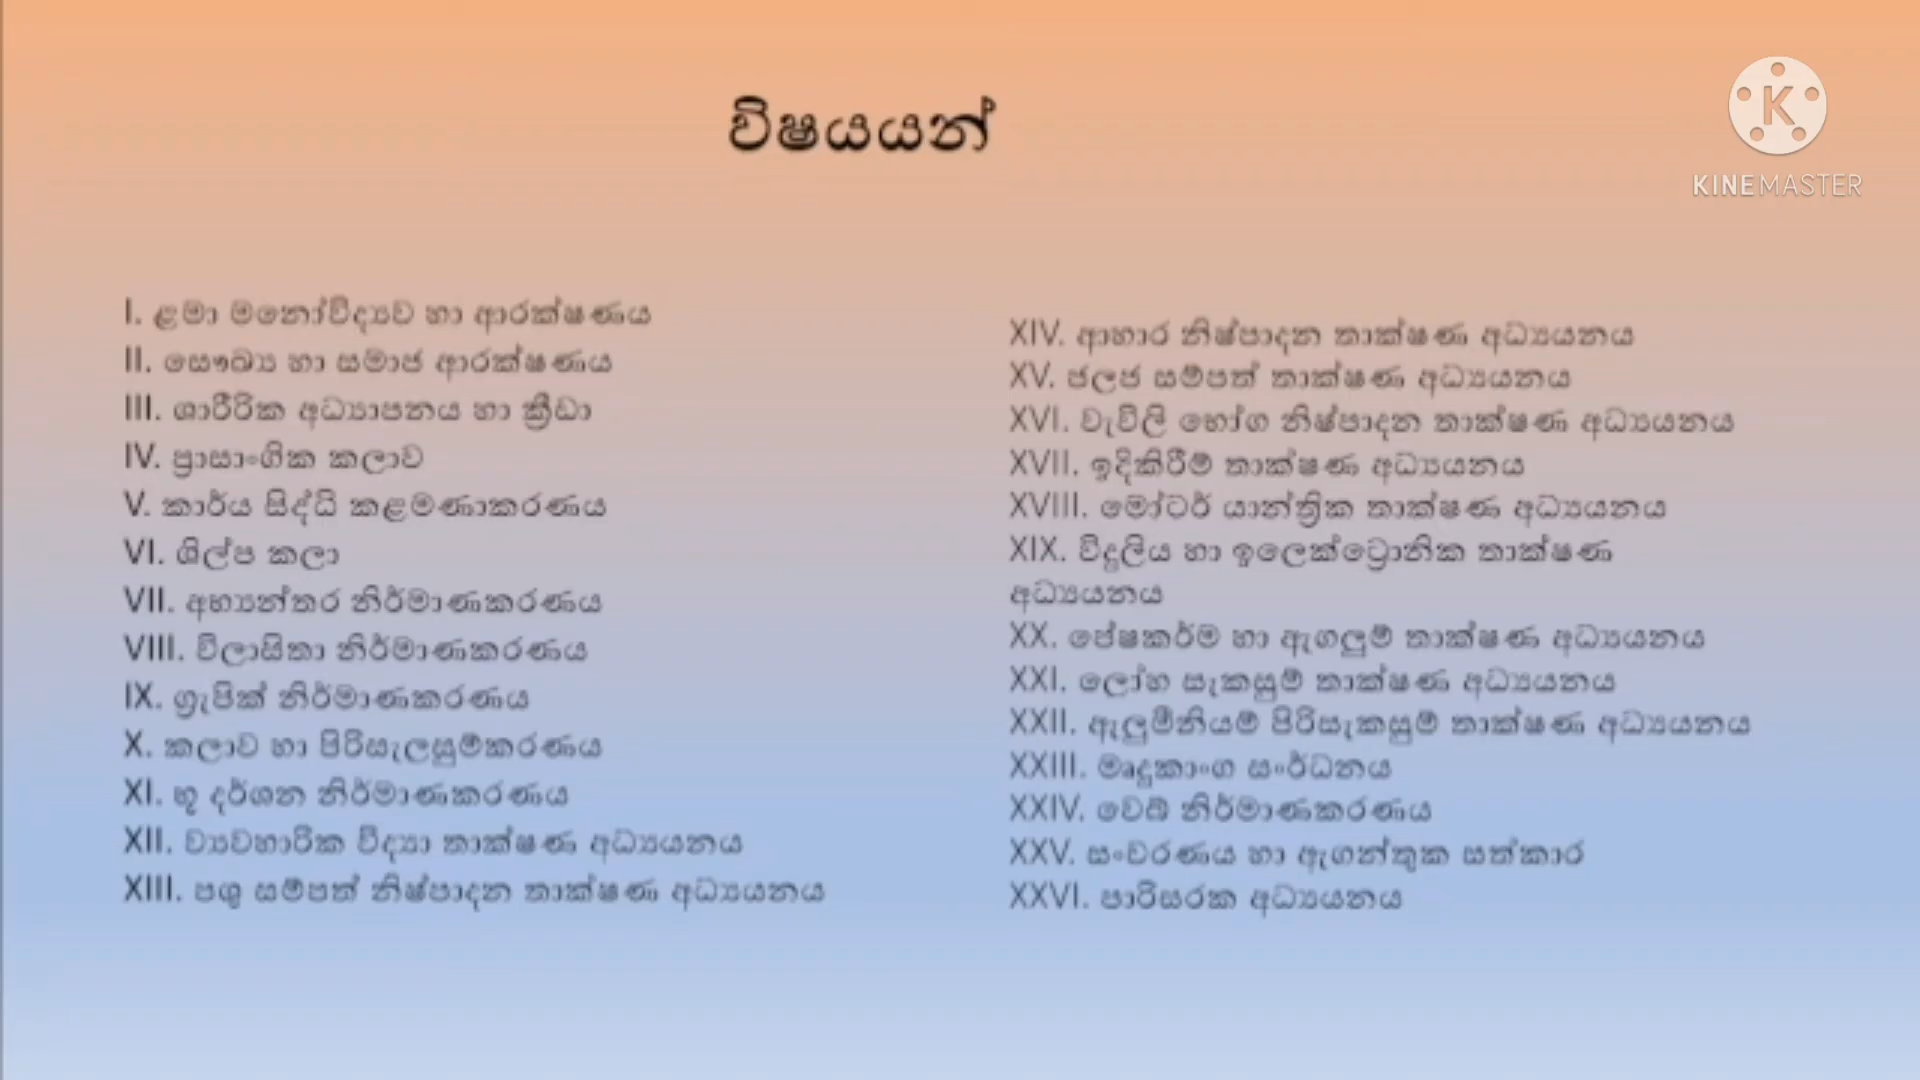 විෂයයන්
KINEMASTER
I. ළමා මනෝවිද්‍යාව හා ආරක්ෂණය
II. සෞඛ්‍ය හා සමාජ ආරක්ෂණය
III. ශාරීරික අධ්‍යාපනය හා ක්‍රීඩා
IV. ප්‍රාසාංගික කලාව
V. කාර්ය සිද්ධි කළමණාකරණය
VI. ශිල්ප කලා
VII. අභ්‍යන්තර නිර්මාණකරණය
VIII. විලාසිතා නිර්මාණකරණය
IX. ග්‍රැපික් නිර්මාණකරණය
X. කලාව හා පිරිසැලසුම්කරණය
XI. භූ දර්ශන නිර්මාණකරණය
XII. ව්‍යවහාරික විද්‍යා තාක්ෂණ අධ්‍යයනය
XIII. පශු සම්පත් නිෂ්පාදන තාක්ෂණ අධ්‍යයනය
XIV. ආහාර නිෂ්පාදන තාක්ෂණ අධ්‍යයනය
XV. ජලජ සම්පත් තාක්ෂණ අධ්‍යයනය
XVI. වැවිලි භෝග නිෂ්පාදන තාක්ෂණ අධ්‍යයනය
XVII. ඉදිකිරීම් තාක්ෂණ අධ්‍යයනය
XVIII. මෝටර් යාන්ත්‍රික තාක්ෂණ අධ්‍යයනය
XIX. විදුලිය හා ඉලෙක්ට්‍රොනික තාක්ෂණ
අධ්‍යයනය
XX. පේෂකර්ම හා ඇගලුම් තාක්ෂණ අධ්‍යයනය
XXI. ලෝහ සැකසුම් තාක්ෂණ අධ්‍යයනය
XXII. ඇලුමීනියම් පිරිසැකසුම් තාක්ෂණ අධ්‍යයනය
XXIII. මෘදුකාංග සංර්ධනය
XXIV. වෙබ් නිර්මාණකරණය
XXV. සංචරණය හා ඇගන්තුක සත්කාර
XXVI. පාරිසරක අධ්‍යයනය